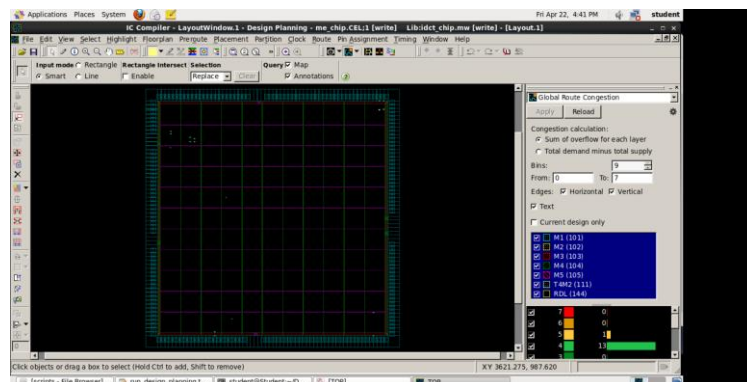 Applications Places System
Fri Apr 22, 4:41 PM student
IC Compiler - LayoutWindow.1 - Design Planning - me_chip.CEL;1 [write] Lib:idct_chip.mw [write] - [Layout.1]
File Edit View Select Highlight Floorplan Preroute Placement Partition Clock Route Pin Assignment Timing Window Help
Input mode Rectangle Rectangle Intersect Selection Query Map
Smart Line Enable Replace Clear Annotations
Global Route Congestion
Apply Reload
Congestion calculation:
Sum of overflow for each layer
Total demand minus total supply
Bins: 9
From: 0 To: 7
Edges: Horizontal Vertical
Text
Current design only
M1 (101)
M2 (102)
M3 (103)
M4 (104)
M5 (105)
T4M2 (111)
RDL (144)
7 0
6 0
5 1
4 13
3 0
Click objects or drag a box to select (Hold Ctrl to add, Shift to remove)
XY 3621.275, 987.620
[scripts - File Browser] run_design_planning.t student@Student:~/D [TOP] TOP